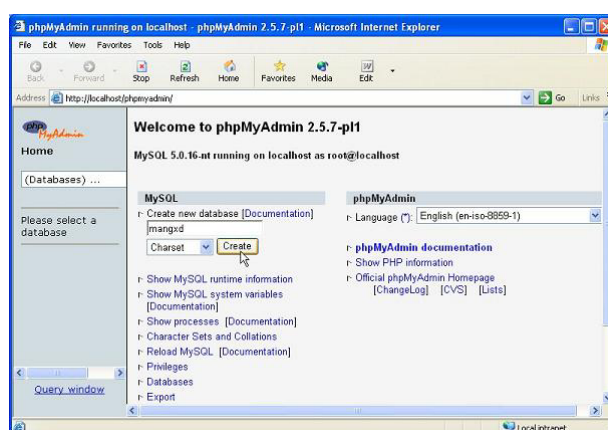 phpMyAdmin running on localhost - phpMyAdmin 2.5.7-pl1 - Microsoft Internet Explorer
File Edit View Favorites Tools Help
Back Forward Stop Refresh Home Favorites Media Edit
Address http://localhost/phpmyadmin/ Go Links
php
MyAdmin
Home
(Databases) ...
Please select a
database
Query window
Welcome to phpMyAdmin 2.5.7-pl1
MySQL 5.0.16-nt running on localhost as root@localhost
MySQL
Create new database [Documentation]
mangxd
Charset Create
Show MySQL runtime information
Show MySQL system variables
[Documentation]
Show processes [Documentation]
Character Sets and Collations
Reload MySQL [Documentation]
Privileges
Databases
Export
phpMyAdmin
Language (*): English (en-iso-8859-1)
phpMyAdmin documentation
Show PHP information
Official phpMyAdmin Homepage
[ChangeLog] [CVS] [Lists]
Local intranet